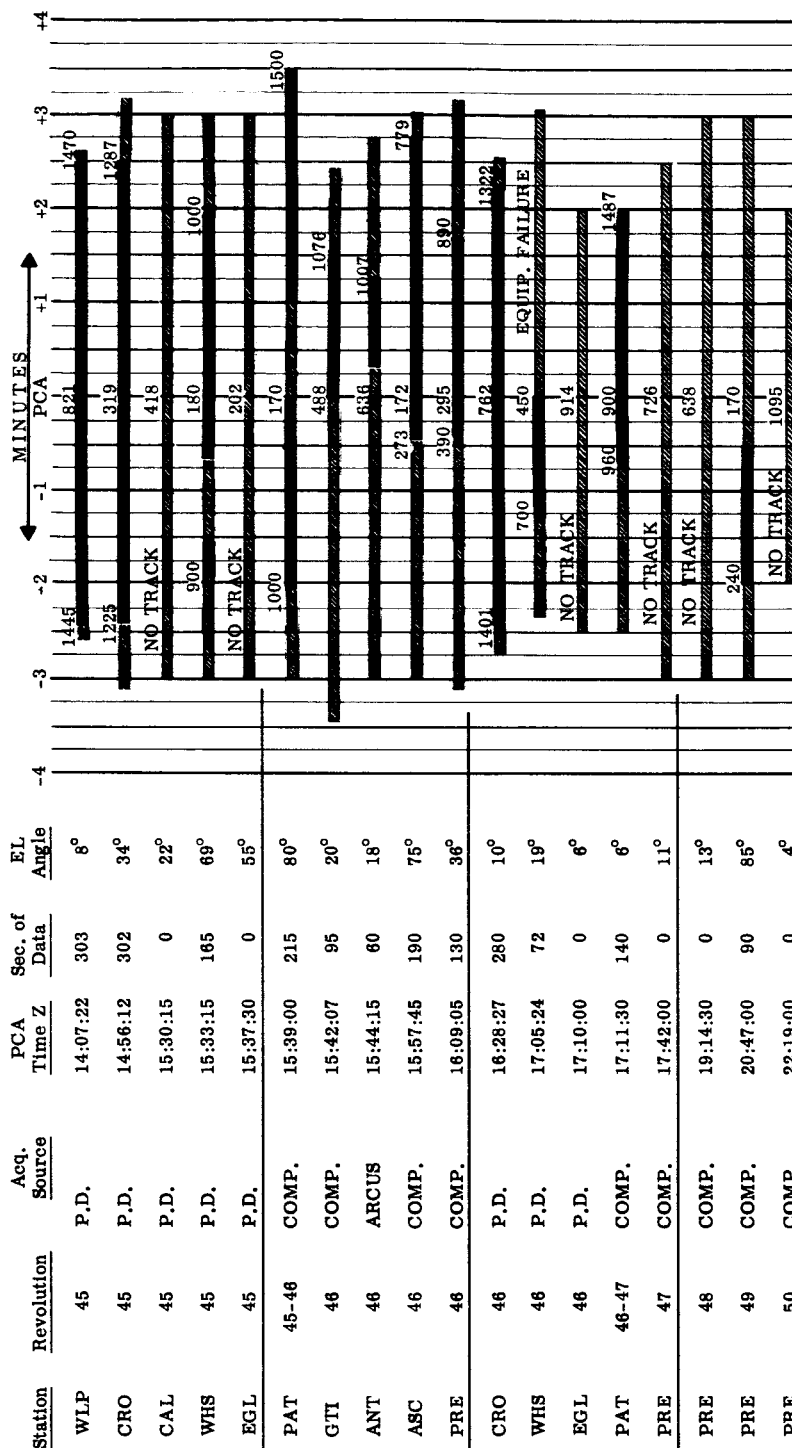 MINUTES
Station Revolution Acq. Source PCA Time Z Sec. of Data EL Angle -4 -3 -2 -1 PCA +1 +2 +3 +4
WLP 45 P.D. 14:07:22 303 8° 1445 821 1470
CRO 45 P.D. 14:56:12 302 34° 1225 319 1287
CAL 45 P.D. 15:30:15 0 22° NO TRACK 418
WHS 45 P.D. 15:33:15 165 69° 900 180 1000
EGL 45 P.D. 15:37:30 0 55° NO TRACK 202
PAT 45-46 COMP. 15:39:00 215 80° 1000 170 1500
GTI 46 COMP. 15:42:07 95 20° 488 1076
ANT 46 ARCUS 15:44:15 60 18° 636 1007
ASC 46 COMP. 15:57:45 190 75° 273 172 779
PRE 46 COMP. 16:09:05 130 36° 390 295 890
CRO 46 P.D. 16:28:27 280 10° 1401 762 1322
WHS 46 P.D. 17:05:24 72 19° 700 450 EQUIP. FAILURE
EGL 46 P.D. 17:10:00 0 6° NO TRACK 914
PAT 46-47 COMP. 17:11:30 140 6° 960 900 1487
PRE 47 COMP. 17:42:00 0 11° NO TRACK 726
PRE 48 COMP. 19:14:30 0 13° NO TRACK 638
PRE 49 COMP. 20:47:00 90 85° 240 170
PRE 50 COMP 22:19:00 0 4° NO TRACK 1095